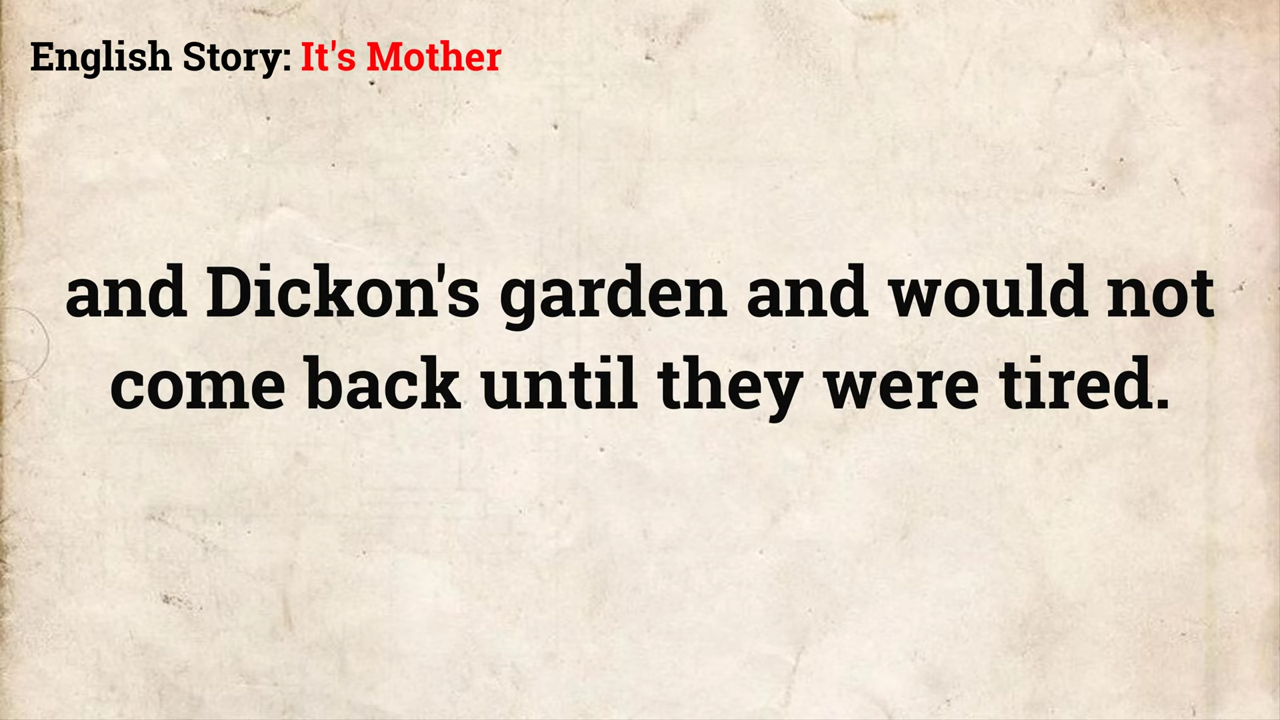 English Story: It's Mother
and Dickon's garden and would not
come back until they were tired.